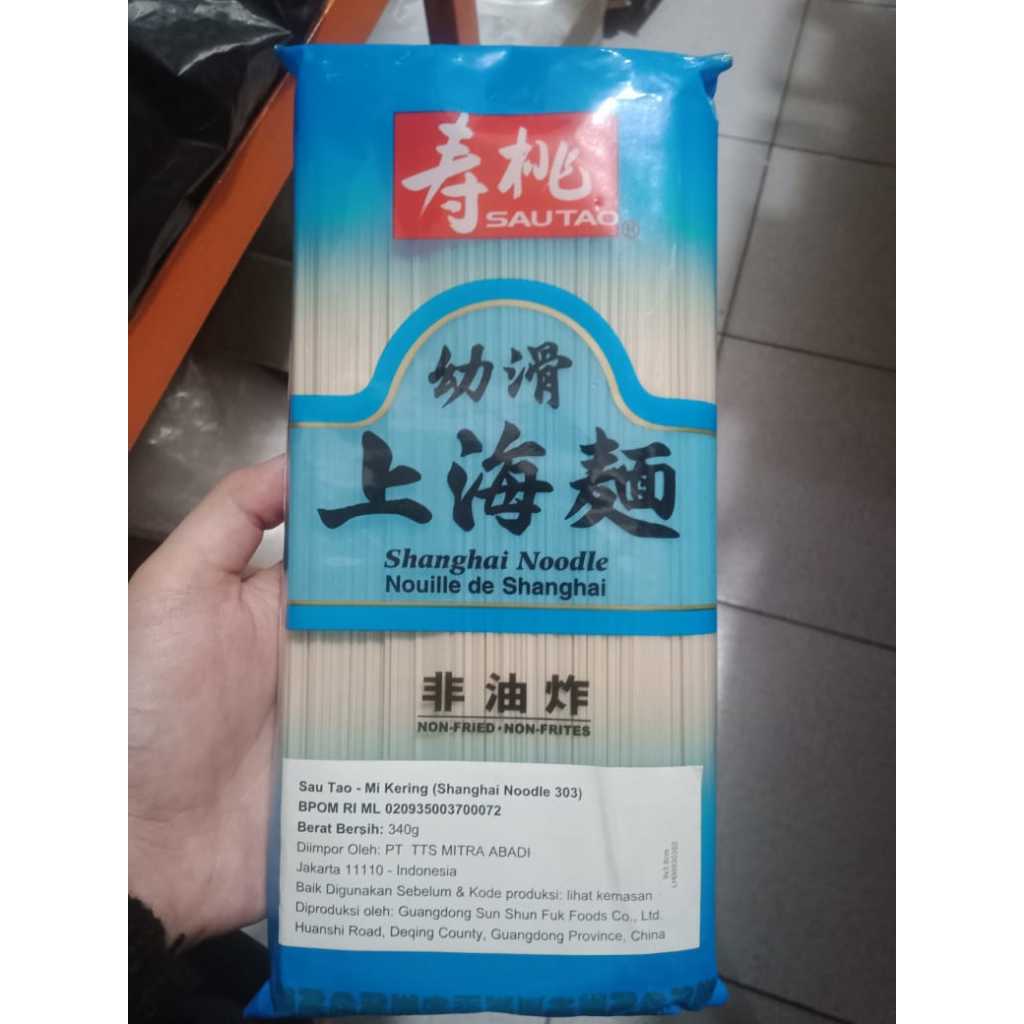 寿桃
SAUTAO®
幼滑
上海麵
Shanghai Noodle
Nouille de Shanghai
非油炸
NON-FRIED•NON-FRITES
Sau Tao - Mi Kering (Shanghai Noodle 303)
BPOM RI ML 020935003700072
Berat Bersih: 340g
Diimpor Oleh: PT TTS MITRA ABADI
Jakarta 11110 - Indonesia
Baik Digunakan Sebelum & Kode produksi: lihat kemasan
Diproduksi oleh: Guangdong Sun Shun Fuk Foods Co., Ltd.
Huanshi Road, Deqing County, Guangdong Province, China